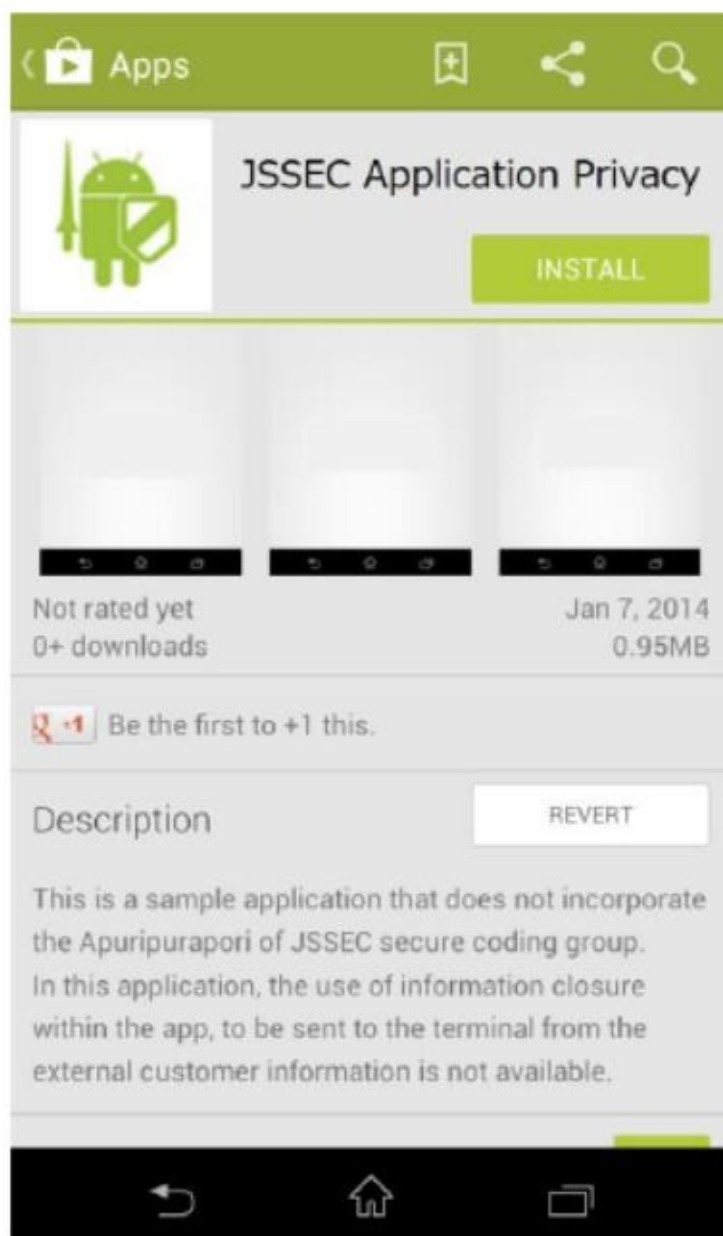 Apps
JSSEC Application Privacy
INSTALL
Not rated yet
Jan 7, 2014
0+ downloads
0.95MB
g +1 Be the first to +1 this.
Description
REVERT
This is a sample application that does not incorporate
the Apuripurapori of JSSEC secure coding group.
In this application, the use of information closure
within the app, to be sent to the terminal from the
external customer information is not available.